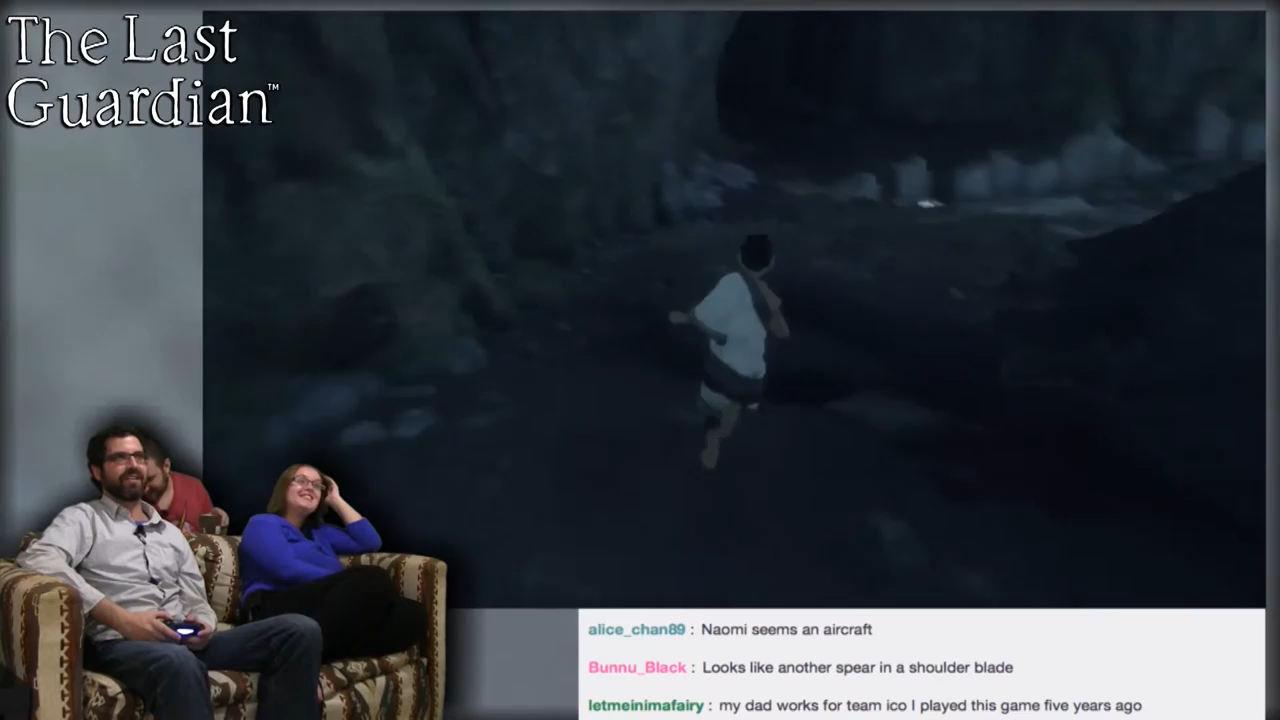 The Last
Guardian™
alice_chan89 : Naomi seems an aircraft
Bunnu_Black : Looks like another spear in a shoulder blade
letmeinimafairy : my dad works for team ico I played this game five years ago